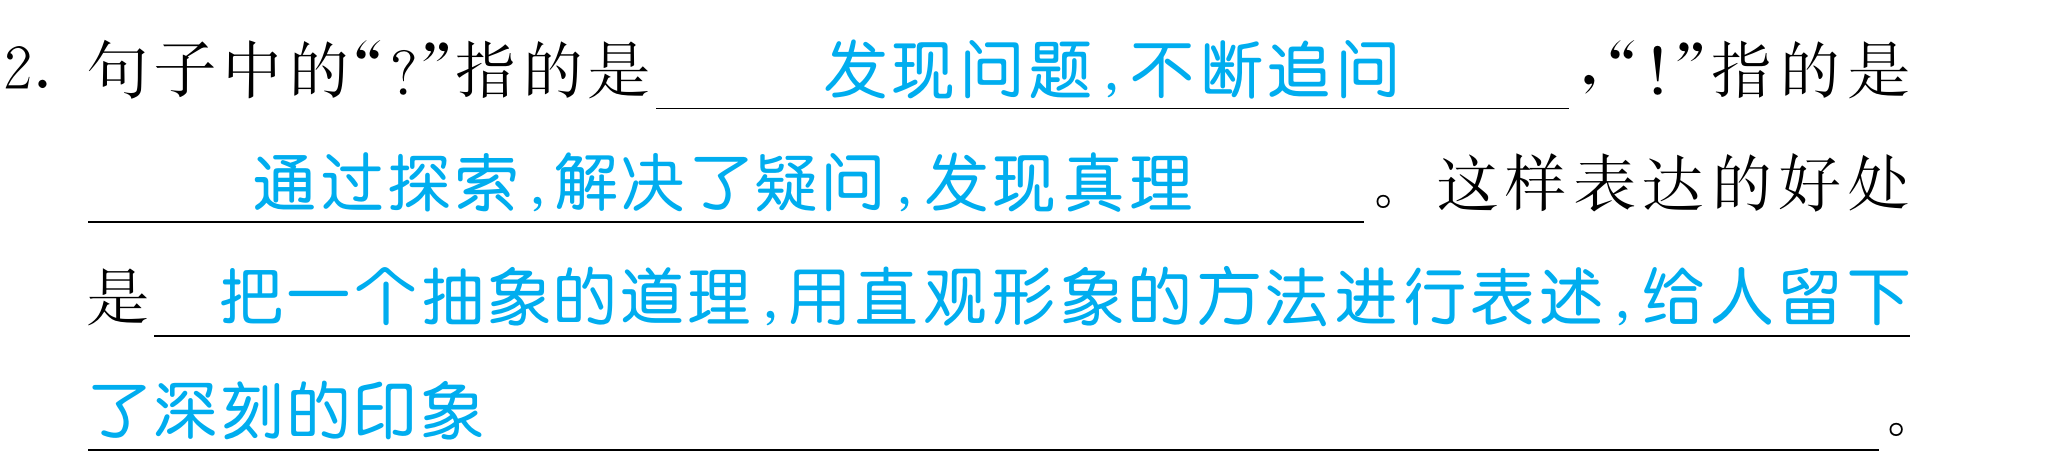 2. 句子中的“?”指的是 发现问题,不断追问 ,“!”指的是
通过探索,解决了疑问,发现真理 。这样表达的好处
是 把一个抽象的道理,用直观形象的方法进行表述,给人留下
了深刻的印象 。